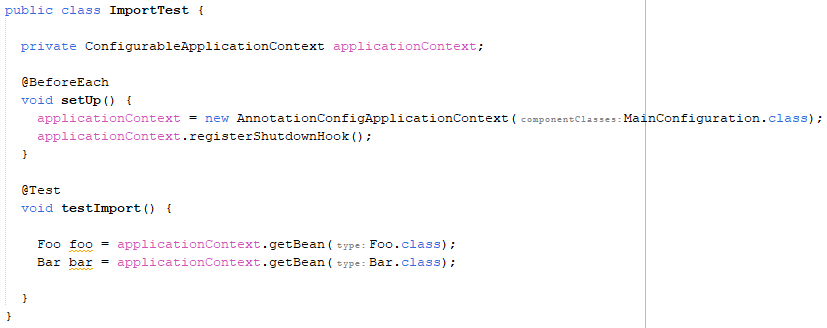 public class ImportTest {
private ConfigurableApplicationContext applicationContext;
@BeforeEach
void setUp() {
applicationContext = new AnnotationConfigApplicationContext( componentClasses: MainConfiguration.class);
applicationContext.registerShutdownHook();
}
@Test
void testImport() {
Foo foo = applicationContext.getBean( type: Foo.class);
Bar bar = applicationContext.getBean( type: Bar.class);
}
}